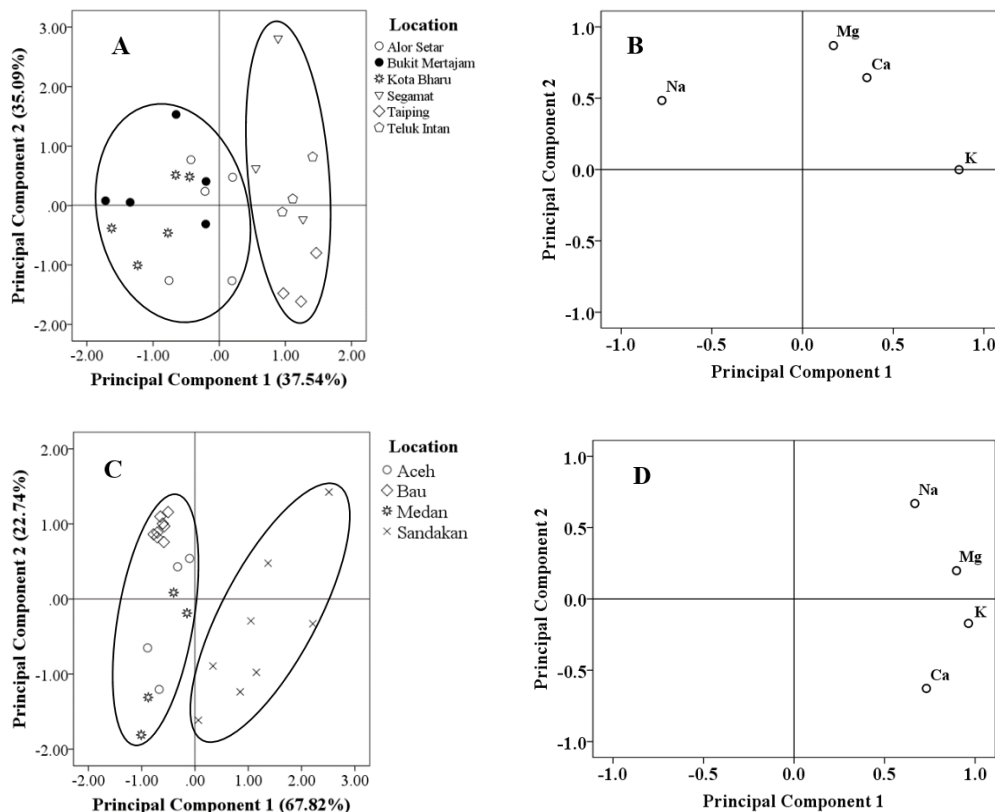 A
3.00
2.00
1.00
.00
-1.00
-2.00
-2.00 -1.00 .00 1.00 2.00
Principal Component 2 (35.09%)
Principal Component 1 (37.54%)
Location
Alor Setar
Bukit Mertajam
Kota Bharu
Segamat
Taiping
Teluk Intan
B
1.0
0.5
0.0
-0.5
-1.0
-1.0 -0.5 0.0 0.5 1.0
Principal Component 2
Principal Component 1
Mg
Ca
Na
K
C
2.00
1.00
.00
-1.00
-2.00
-2.00 -1.00 .00 1.00 2.00 3.00
Principal Component 2 (22.74%)
Principal Component 1 (67.82%)
Location
Aceh
Bau
Medan
Sandakan
D
1.0
0.5
0.0
-0.5
-1.0
-1.0 -0.5 0.0 0.5 1.0
Principal Component 2
Principal Component 1
Na
Mg
K
Ca